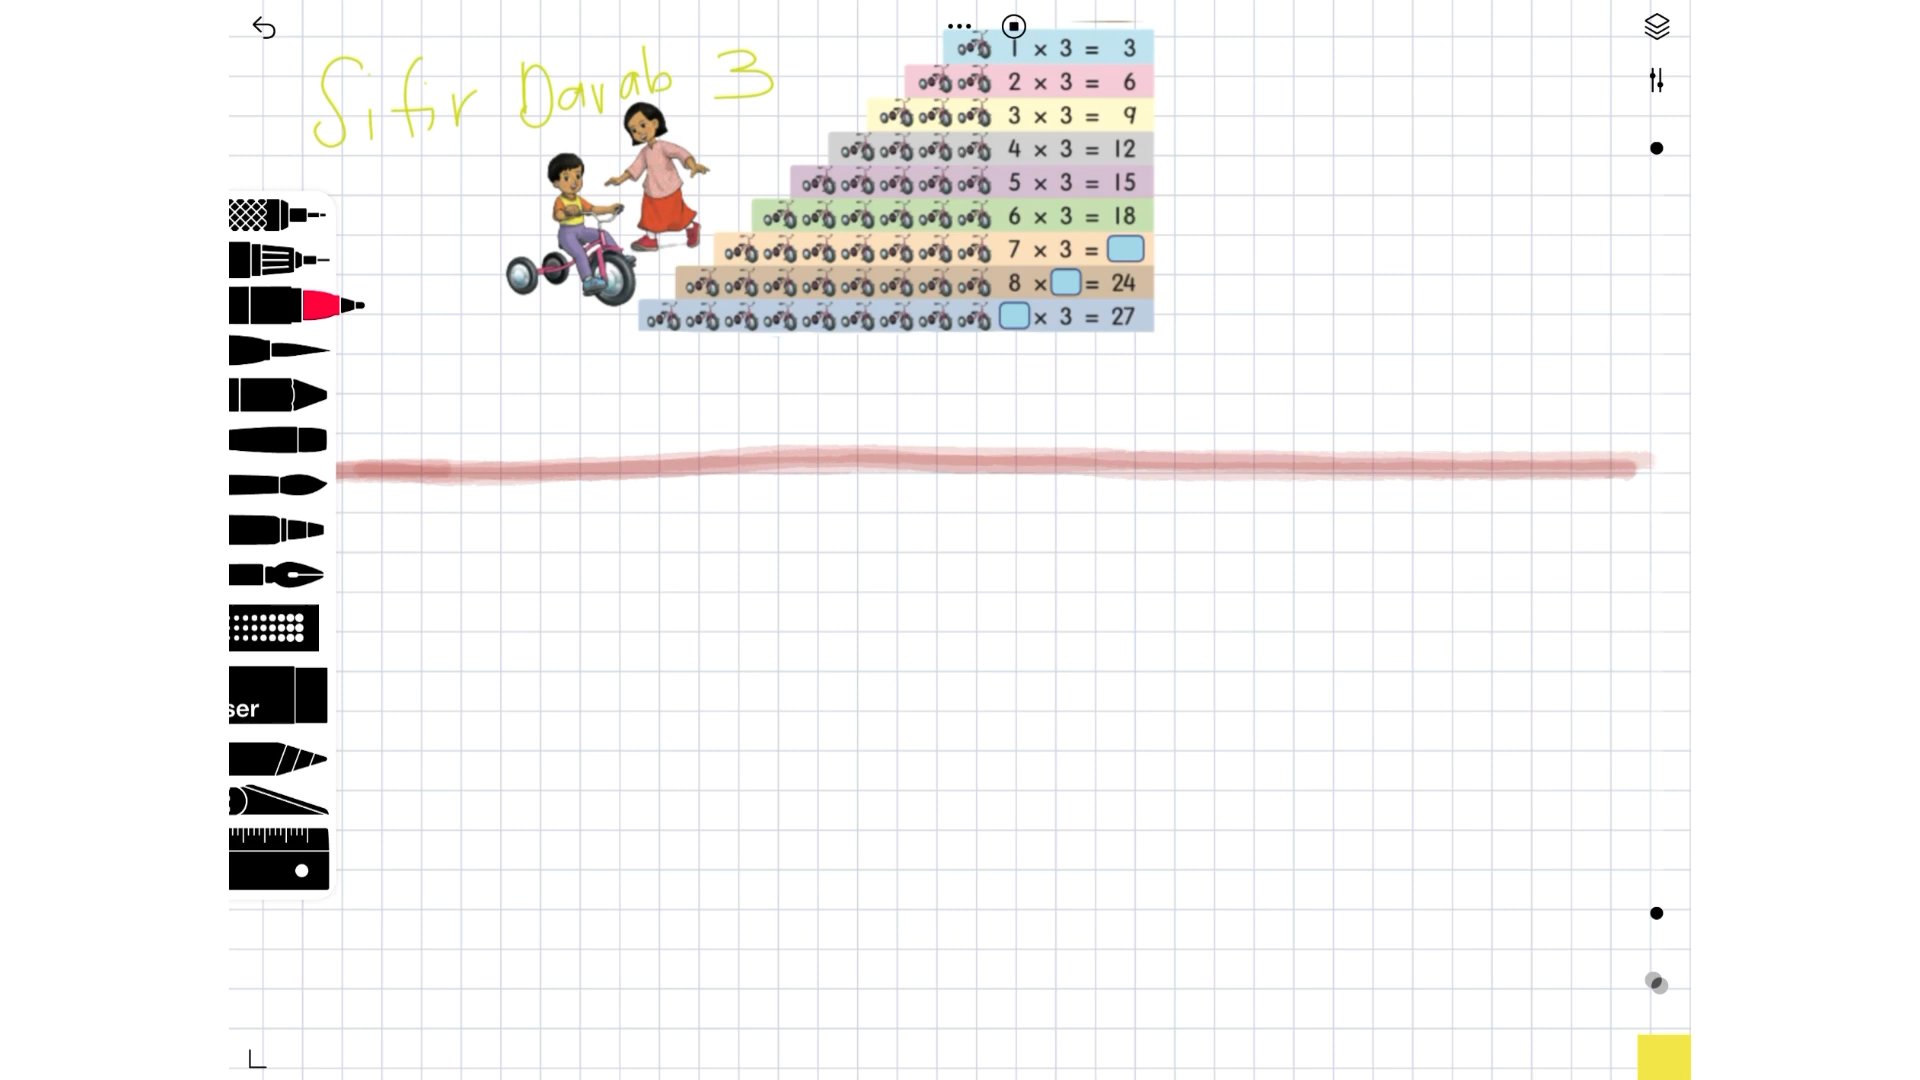 Sifir Darab 3
1 × 3 = 3
2 × 3 = 6
3 × 3 = 9
4 × 3 = 12
5 × 3 = 15
6 × 3 = 18
7 × 3 =
8 × = 24
× 3 = 27
ser